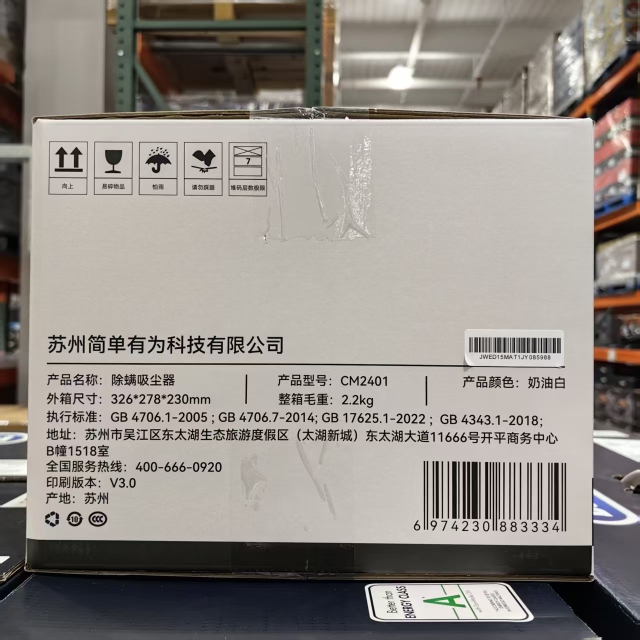 7
向上
易碎物品
怕雨
请勿踩踏
堆码层数极限
苏州简单有为科技有限公司
JWED15MAT1JY085988
产品名称: 除螨吸尘器
产品型号: CM2401
产品颜色: 奶油白
外箱尺寸: 326*278*230mm
整箱毛重: 2.2kg
执行标准: GB 4706.1-2005 ; GB 4706.7-2014; GB 17625.1-2022 ; GB 4343.1-2018;
地址: 苏州市吴江区东太湖生态旅游度假区（太湖新城）东太湖大道11666号开平商务中心
B幢1518室
全国服务热线: 400-666-0920
印刷版本: V3.0
产地: 苏州
10
CCC
6 974230 883334
Better than
ENERGY CLASS
A